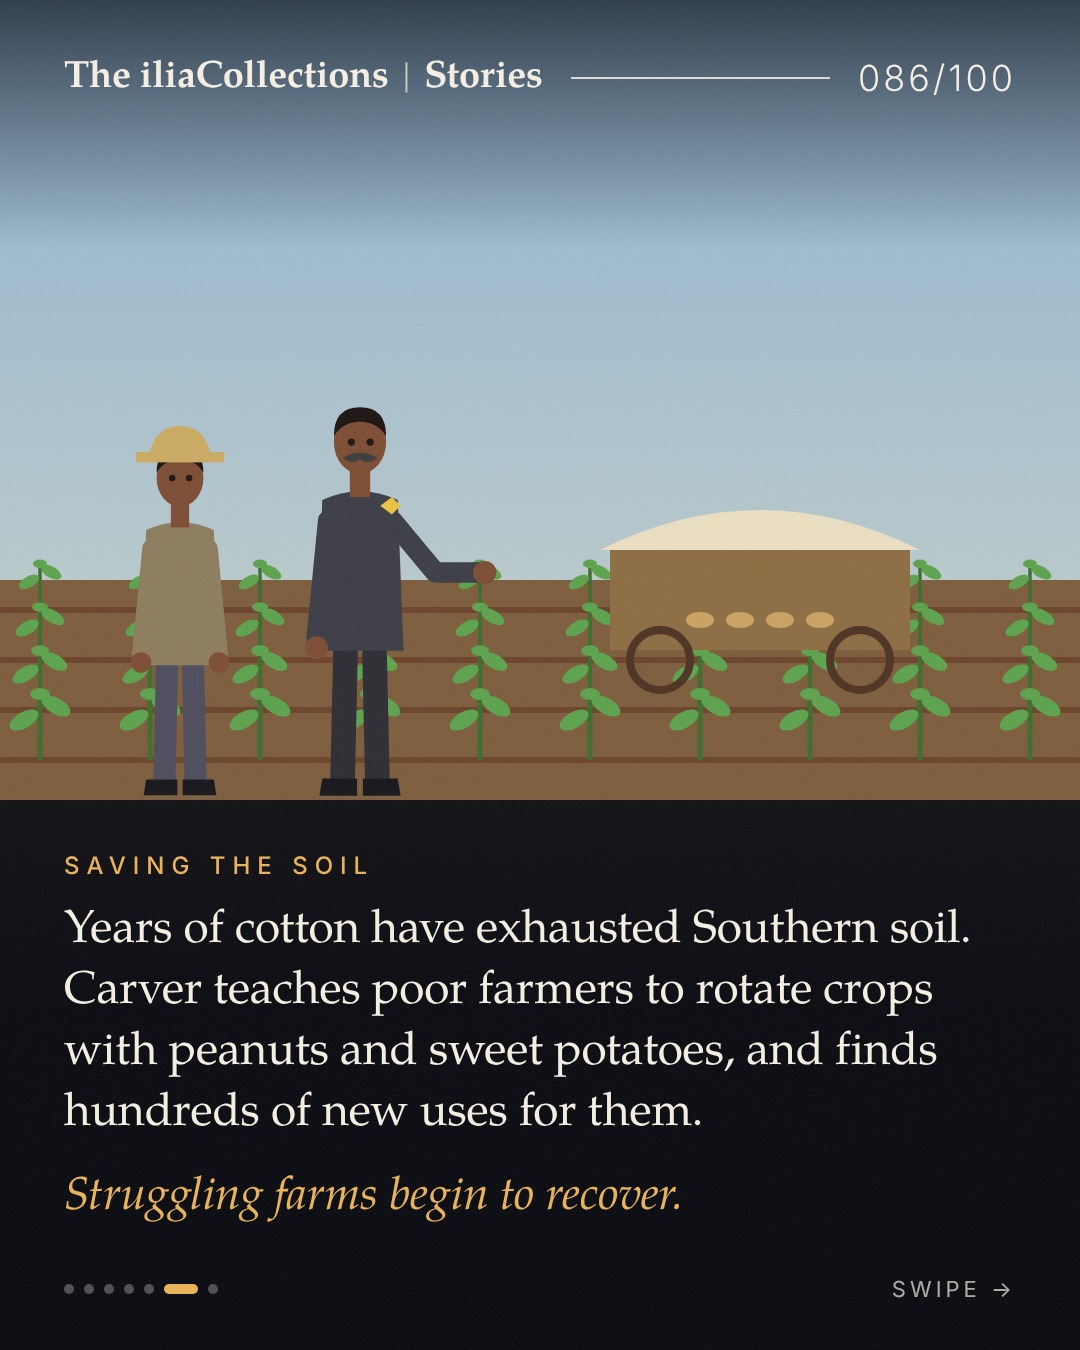 The iliaCollections | Stories 086/100
SAVING THE SOIL
Years of cotton have exhausted Southern soil.
Carver teaches poor farmers to rotate crops
with peanuts and sweet potatoes, and finds
hundreds of new uses for them.
Struggling farms begin to recover.
SWIPE →